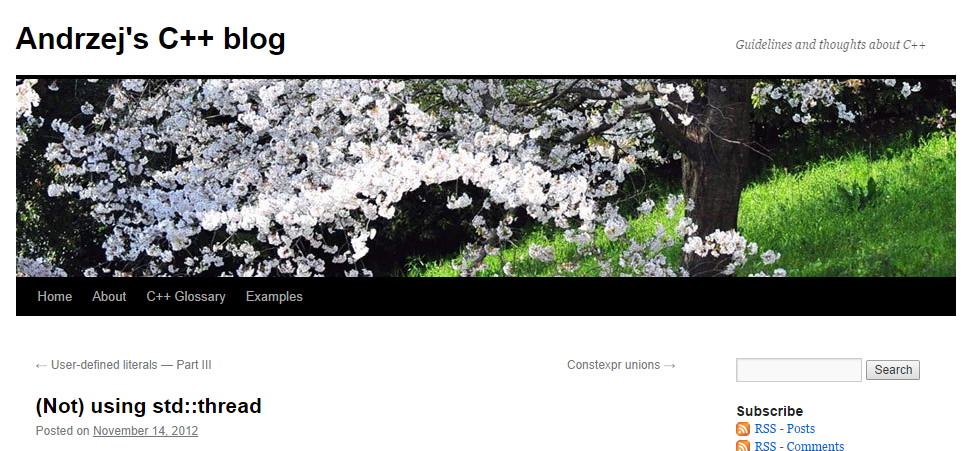 Andrzej's C++ blog
Guidelines and thoughts about C++
Home About C++ Glossary Examples
← User-defined literals — Part III Constexpr unions →
Search
(Not) using std::thread
Posted on November 14, 2012
Subscribe
RSS - Posts
RSS - Comments